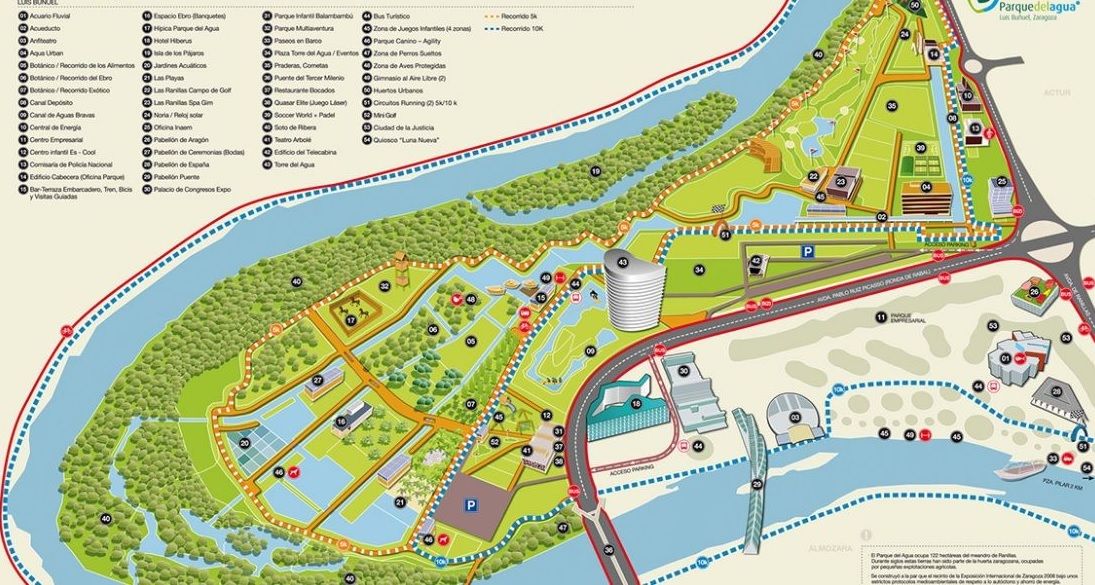 LUIS BUÑUEL
01 Acuario Fluvial
02 Acueducto
03 Anfiteatro
04 Aqua Urban
05 Botánico / Recorrido de los Alimentos
06 Botánico / Recorrido del Ebro
07 Botánico / Recorrido Exótico
08 Canal Depósito
09 Canal de Aguas Bravas
10 Central de Energía
11 Centro Empresarial
12 Centro infantil Es - Cool
13 Comisaría de Policía Nacional
14 Edificio Cabecera (Oficina Parque)
15 Bar-Terraza Embarcadero, Tren, Bicis
y Visitas Guiadas
16 Espacio Ebro (Banquetes)
17 Hípica Parque del Agua
18 Hotel Hiberus
19 Isla de los Pájaros
20 Jardines Acuáticos
21 Las Playas
22 Las Ranillas Campo de Golf
23 Las Ranillas Spa Gim
24 Noria / Reloj solar
25 Oficina Inaem
26 Pabellón de Aragón
27 Pabellón de Ceremonias (Bodas)
28 Pabellón de España
29 Pabellón Puente
30 Palacio de Congresos Expo
31 Parque Infantil Balambambú
32 Parque Multiaventura
33 Paseos en Barco
34 Plaza Torre del Agua / Eventos
35 Praderas, Cometas
36 Puente del Tercer Milenio
37 Restaurante Bocados
38 Quasar Elite (Juego Láser)
39 Soccer World + Padel
40 Soto de Ribera
41 Teatro Arbolé
42 Edificio del Telecabina
43 Torre del Agua
44 Bus Turístico
45 Zona de Juegos Infantiles (4 zonas)
46 Parque Canino – Agility
47 Zona de Perros Sueltos
48 Zona de Aves Protegidas
49 Gimnasio al Aire Libre (2)
50 Huertos Urbanos
51 Circuitos Running (2) 5k/10 k
52 Mini Golf
53 Ciudad de la Justicia
54 Quiosco "Luna Nueva"
Recorrido 5k
Recorrido 10K
Parquedelagua
Luis Buñuel, Zaragoza
ACTUR
ACCESO PARKING
AVDA. PABLO RUIZ PICASSO (RONDA DE RABAL)
PARQUE
EMPRESARIAL
ACCESO PARKING
PZA. PILAR 2 KM
ALMOZARA
El Parque del Agua ocupa 122 hectáreas del meandro de Ranillas.
Durante siglos estas tierras han sido parte de la huerta zaragozana, ocupadas
por pequeñas explotaciones agrícolas.
Se construyó a la par que el recinto de la Exposición Internacional de Zaragoza 2008 bajo unos
estrictos protocolos medioambientales de respeto a lo autóctono y ahorro de energía.